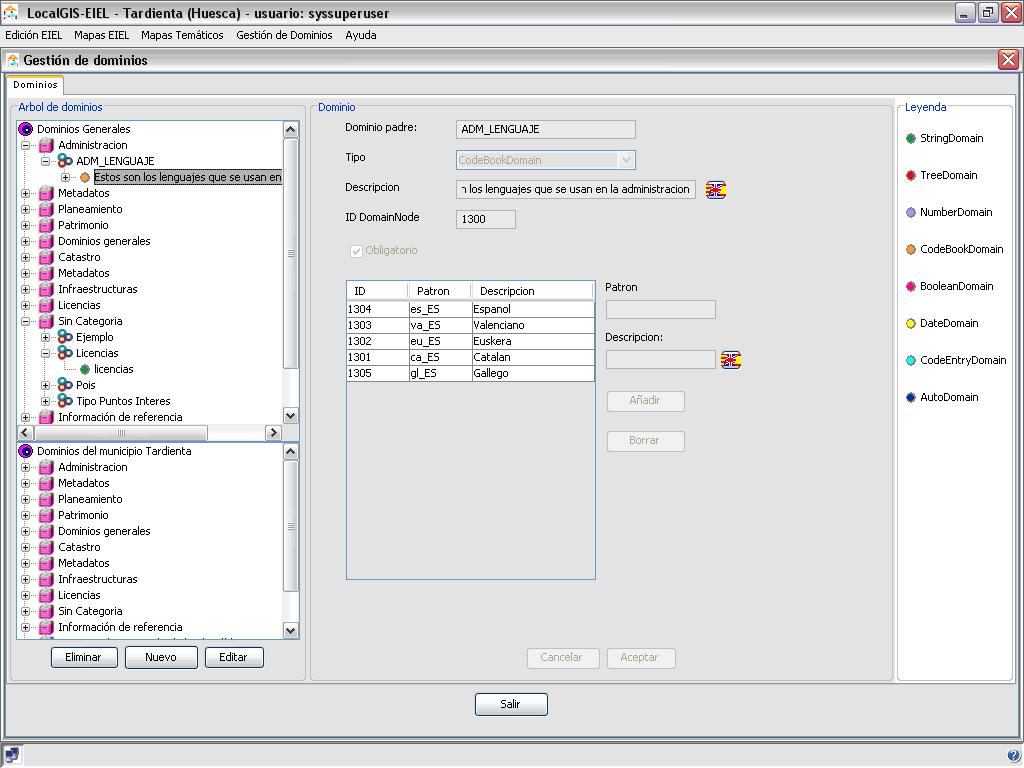 LocalGIS-EIEL - Tardienta (Huesca) - usuario: syssuperuser
Edición EIEL Mapas EIEL Mapas Temáticos Gestión de Dominios Ayuda
Gestión de dominios
Dominios
Arbol de dominios
Dominios Generales
Administracion
ADM_LENGUAJE
Estos son los lenguajes que se usan en
Metadatos
Planeamiento
Patrimonio
Dominios generales
Catastro
Metadatos
Infraestructuras
Licencias
Sin Categoria
Ejemplo
Licencias
licencias
Pois
Tipo Puntos Interes
Información de referencia
Dominios del municipio Tardienta
Administracion
Metadatos
Planeamiento
Patrimonio
Dominios generales
Catastro
Metadatos
Infraestructuras
Licencias
Sin Categoria
Información de referencia
Eliminar Nuevo Editar
Dominio
Dominio padre: ADM_LENGUAJE
Tipo CodeBookDomain
Descripcion los lenguajes que se usan en la administracion
ID DomainNode 1300
Obligatorio
ID Patron Descripcion
1304 es_ES Espanol
1303 va_ES Valenciano
1302 eu_ES Euskera
1301 ca_ES Catalan
1305 gl_ES Gallego
Patron
Descripcion:
Añadir
Borrar
Cancelar Aceptar
Leyenda
StringDomain
TreeDomain
NumberDomain
CodeBookDomain
BooleanDomain
DateDomain
CodeEntryDomain
AutoDomain
Salir